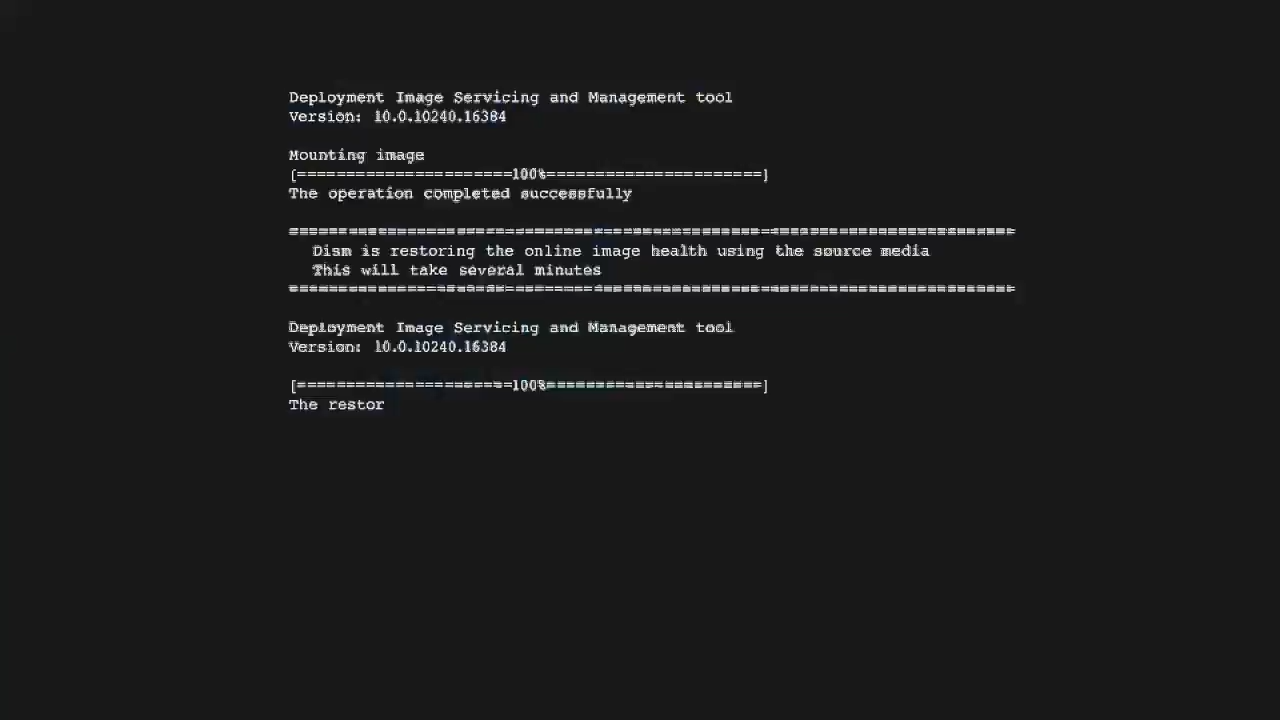 Deployment Image Servicing and Management tool
Version: 10.0.10240.16384
Mounting image
[======================100%======================]
The operation completed successfully
===========================================================================
Dism is restoring the online image health using the source media
This will take several minutes
===========================================================================
Deployment Image Servicing and Management tool
Version: 10.0.10240.16384
[======================100%======================]
The restor